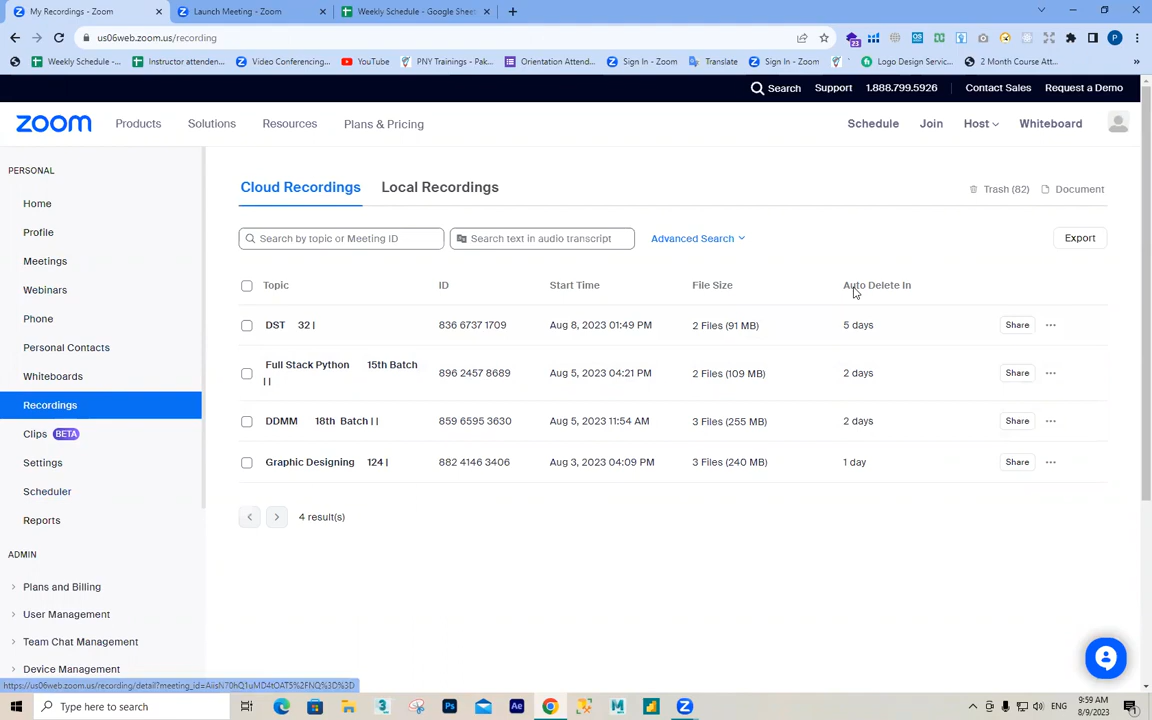 My Recordings - Zoom
Launch Meeting - Zoom
Weekly Schedule - Google Sheet
us06web.zoom.us/recording
P
23
Weekly Schedule -...
Instructor attenden...
Video Conferencing...
YouTube
PNY Trainings - Pak...
Orientation Attend...
Sign In - Zoom
Translate
Sign In - Zoom
Logo Design Servic...
2 Month Course Att...
Search
Support
1.888.799.5926
Contact Sales
Request a Demo
zoom
Products
Solutions
Resources
Plans & Pricing
Schedule
Join
Host
Whiteboard
PERSONAL
Home
Profile
Meetings
Webinars
Phone
Personal Contacts
Whiteboards
Recordings
Clips BETA
Settings
Scheduler
Reports
ADMIN
Plans and Billing
User Management
Team Chat Management
Device Management
Cloud Recordings
Local Recordings
Trash (82)
Document
Search by topic or Meeting ID
Search text in audio transcript
Advanced Search
Export
Topic ID Start Time File Size Auto Delete In
DST 32 | 836 6737 1709 Aug 8, 2023 01:49 PM 2 Files (91 MB) 5 days Share ...
Full Stack Python 15th Batch
| | 896 2457 8689 Aug 5, 2023 04:21 PM 2 Files (109 MB) 2 days Share ...
DDMM 18th Batch | | 859 6595 3630 Aug 5, 2023 11:54 AM 3 Files (255 MB) 2 days Share ...
Graphic Designing 124 | 882 4146 3406 Aug 3, 2023 04:09 PM 3 Files (240 MB) 1 day Share ...
4 result(s)
Type here to search
ENG
9:59 AM
8/9/2023